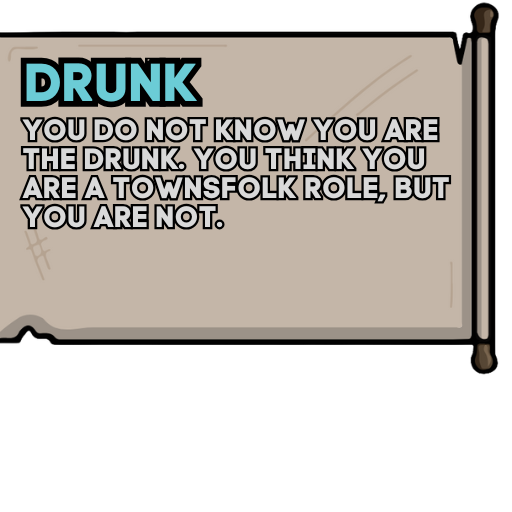 DRUNK
YOU DO NOT KNOW YOU ARE
THE DRUNK. YOU THINK YOU
ARE A TOWNSFOLK ROLE, BUT
YOU ARE NOT.